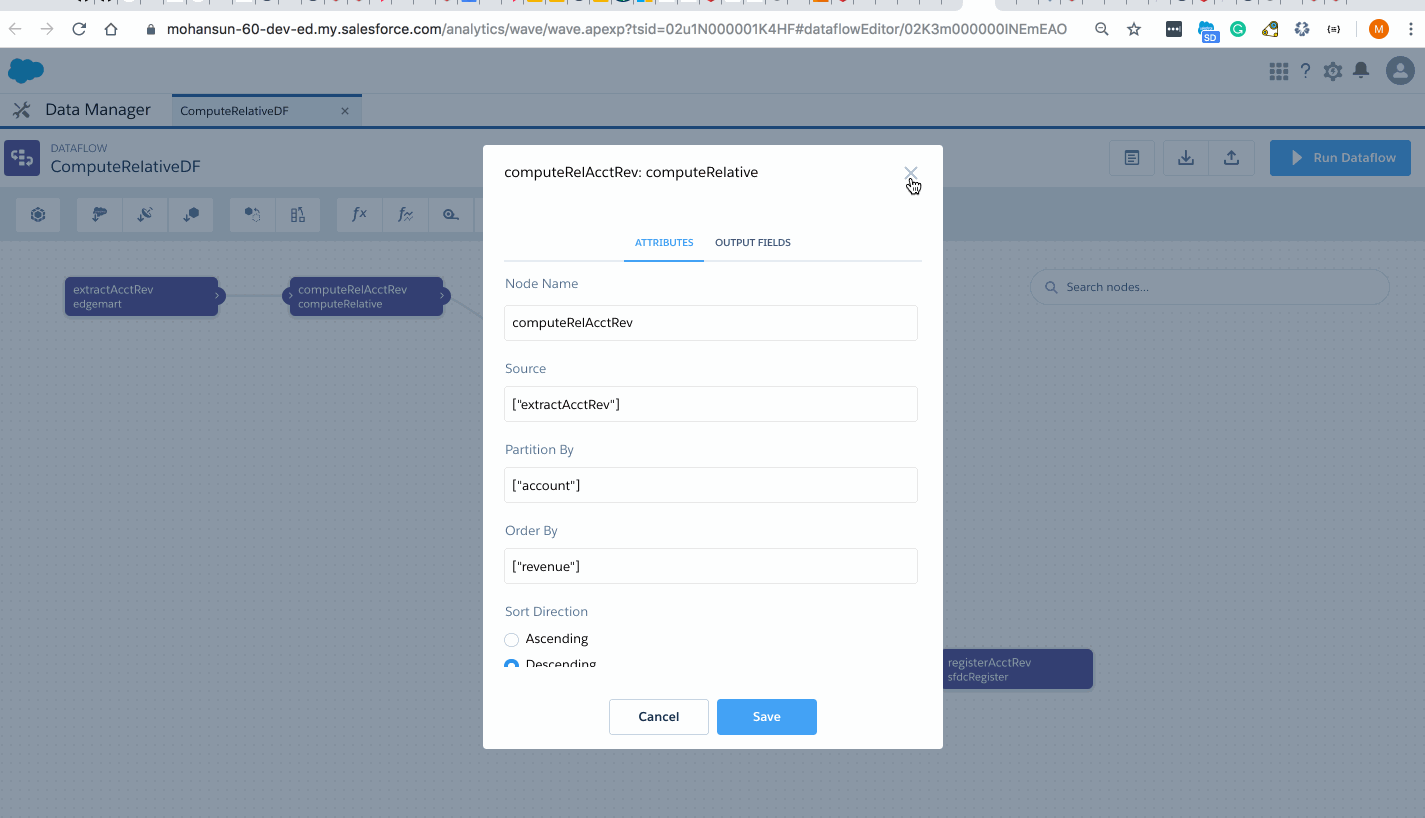 mohansun-60-dev-ed.my.salesforce.com/analytics/wave/wave.apexp?tsid=02u1N000001K4HF#dataflowEditor/02K3m000000lNEmEAO
SD
M
Data Manager
ComputeRelativeDF
DATAFLOW
ComputeRelativeDF
Run Dataflow
fx
extractAcctRev
edgemart
computeRelAcctRev
computeRelative
Search nodes...
registerAcctRev
sfdcRegister
computeRelAcctRev: computeRelative
ATTRIBUTES OUTPUT FIELDS
Node Name
computeRelAcctRev
Source
["extractAcctRev"]
Partition By
["account"]
Order By
["revenue"]
Sort Direction
Ascending
Descending
Cancel Save